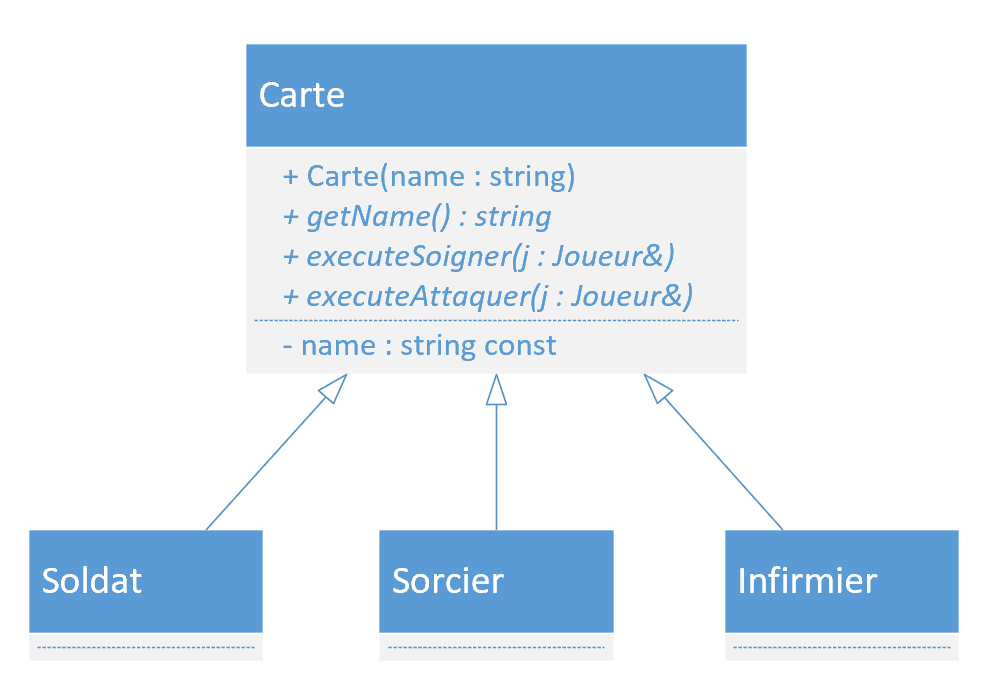 Carte
+ Carte(name : string)
+ getName() : string
+ executeSoigner(j : Joueur&)
+ executeAttaquer(j : Joueur&)
- name : string const
Soldat
Sorcier
Infirmier